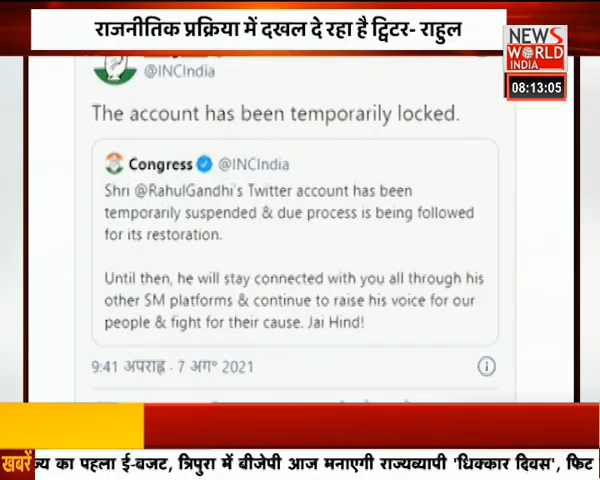 राजनीतिक प्रक्रिया में दखल दे रहा है ट्विटर- राहुल
NEWS
WORLD
INDIA
08:13:05
@INCIndia
The account has been temporarily locked.
Congress @INCIndia
Shri @RahulGandhi's Twitter account has been
temporarily suspended & due process is being followed
for its restoration.
Until then, he will stay connected with you all through his
other SM platforms & continue to raise his voice for our
people & fight for their cause. Jai Hind!
9:41 अपराह्न · 7 अग॰ 2021
खबरें
का पहला ई-बजट, त्रिपुरा में बीजेपी आज मनाएगी राज्यव्यापी 'धिक्कार दिवस', फिट